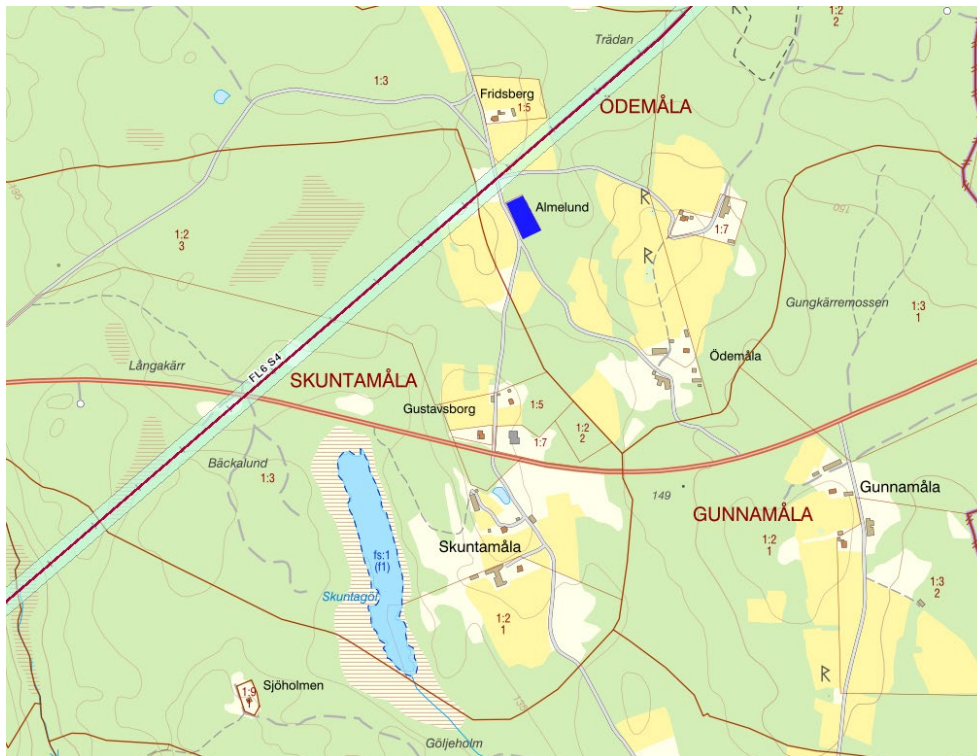 1:2
2
Trädan
1:3
Fridsberg
1:5
ÖDEMÅLA
135
Almelund
R
1:7
150
1:2
3
R
Gungkärremossen
1:3
1
Långakärr
FL6 S4
Ödemåla
SKUNTAMÅLA
Gustavsborg
1:5
1:2
2
1:7
Bäckalund
1:3
149
Gunnamåla
GUNNAMÅLA
Skuntamåla
1:2
1
fs:1
(f1)
1:3
2
Skuntagöl
1:2
1
R
Sjöholmen
1:9
135
Göljeholm